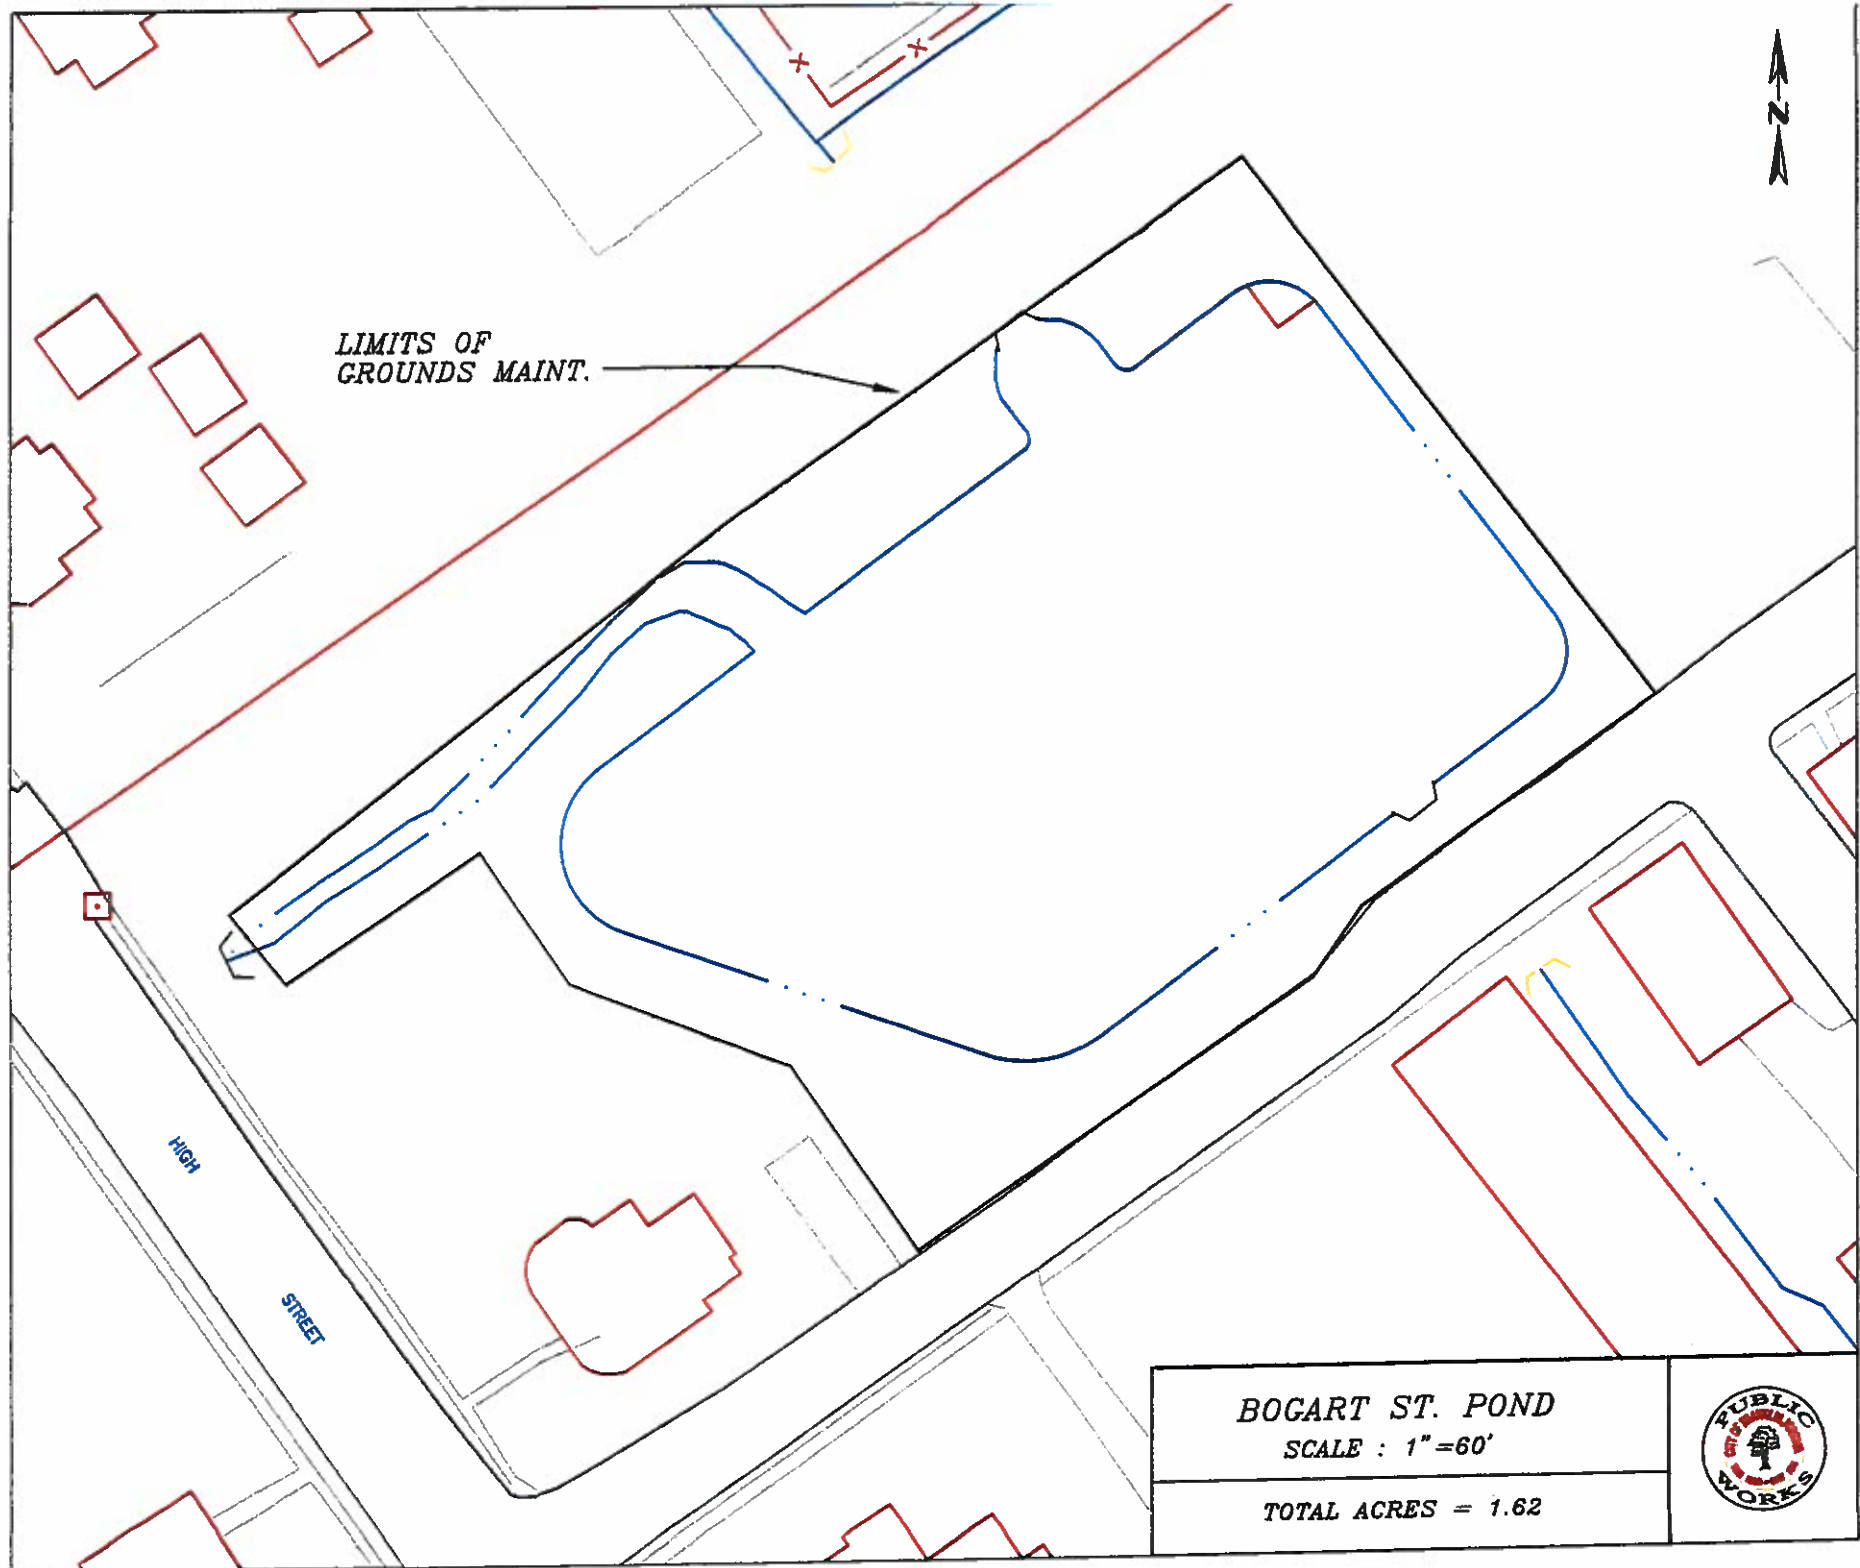 N
LIMITS OF
GROUNDS MAINT.
HIGH
STREET
BOGART ST. POND
SCALE : 1"=60'
TOTAL ACRES = 1.62
PUBLIC
WORKS